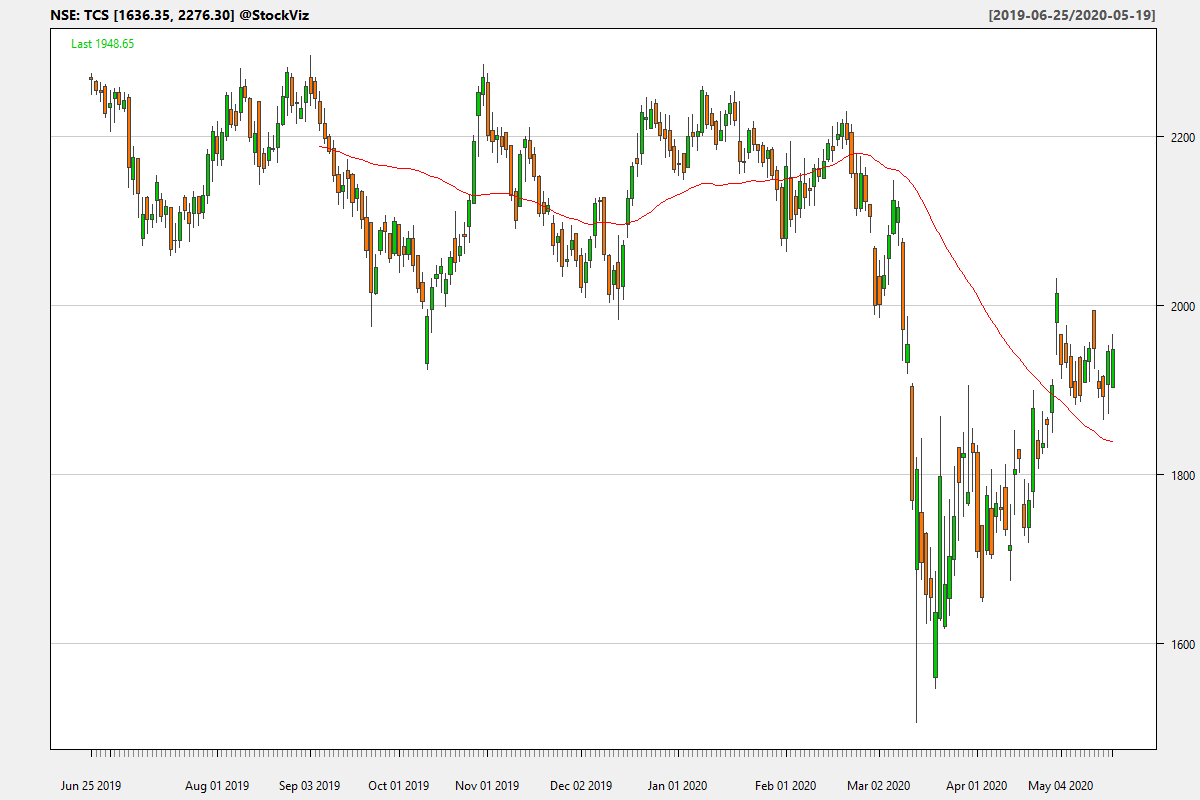 NSE: TCS [1636.35, 2276.30] @StockViz [2019-06-25/2020-05-19]
Last 1948.65
2200
2000
1800
1600
Jun 25 2019 Aug 01 2019 Sep 03 2019 Oct 01 2019 Nov 01 2019 Dec 02 2019 Jan 01 2020 Feb 01 2020 Mar 02 2020 Apr 01 2020 May 04 2020